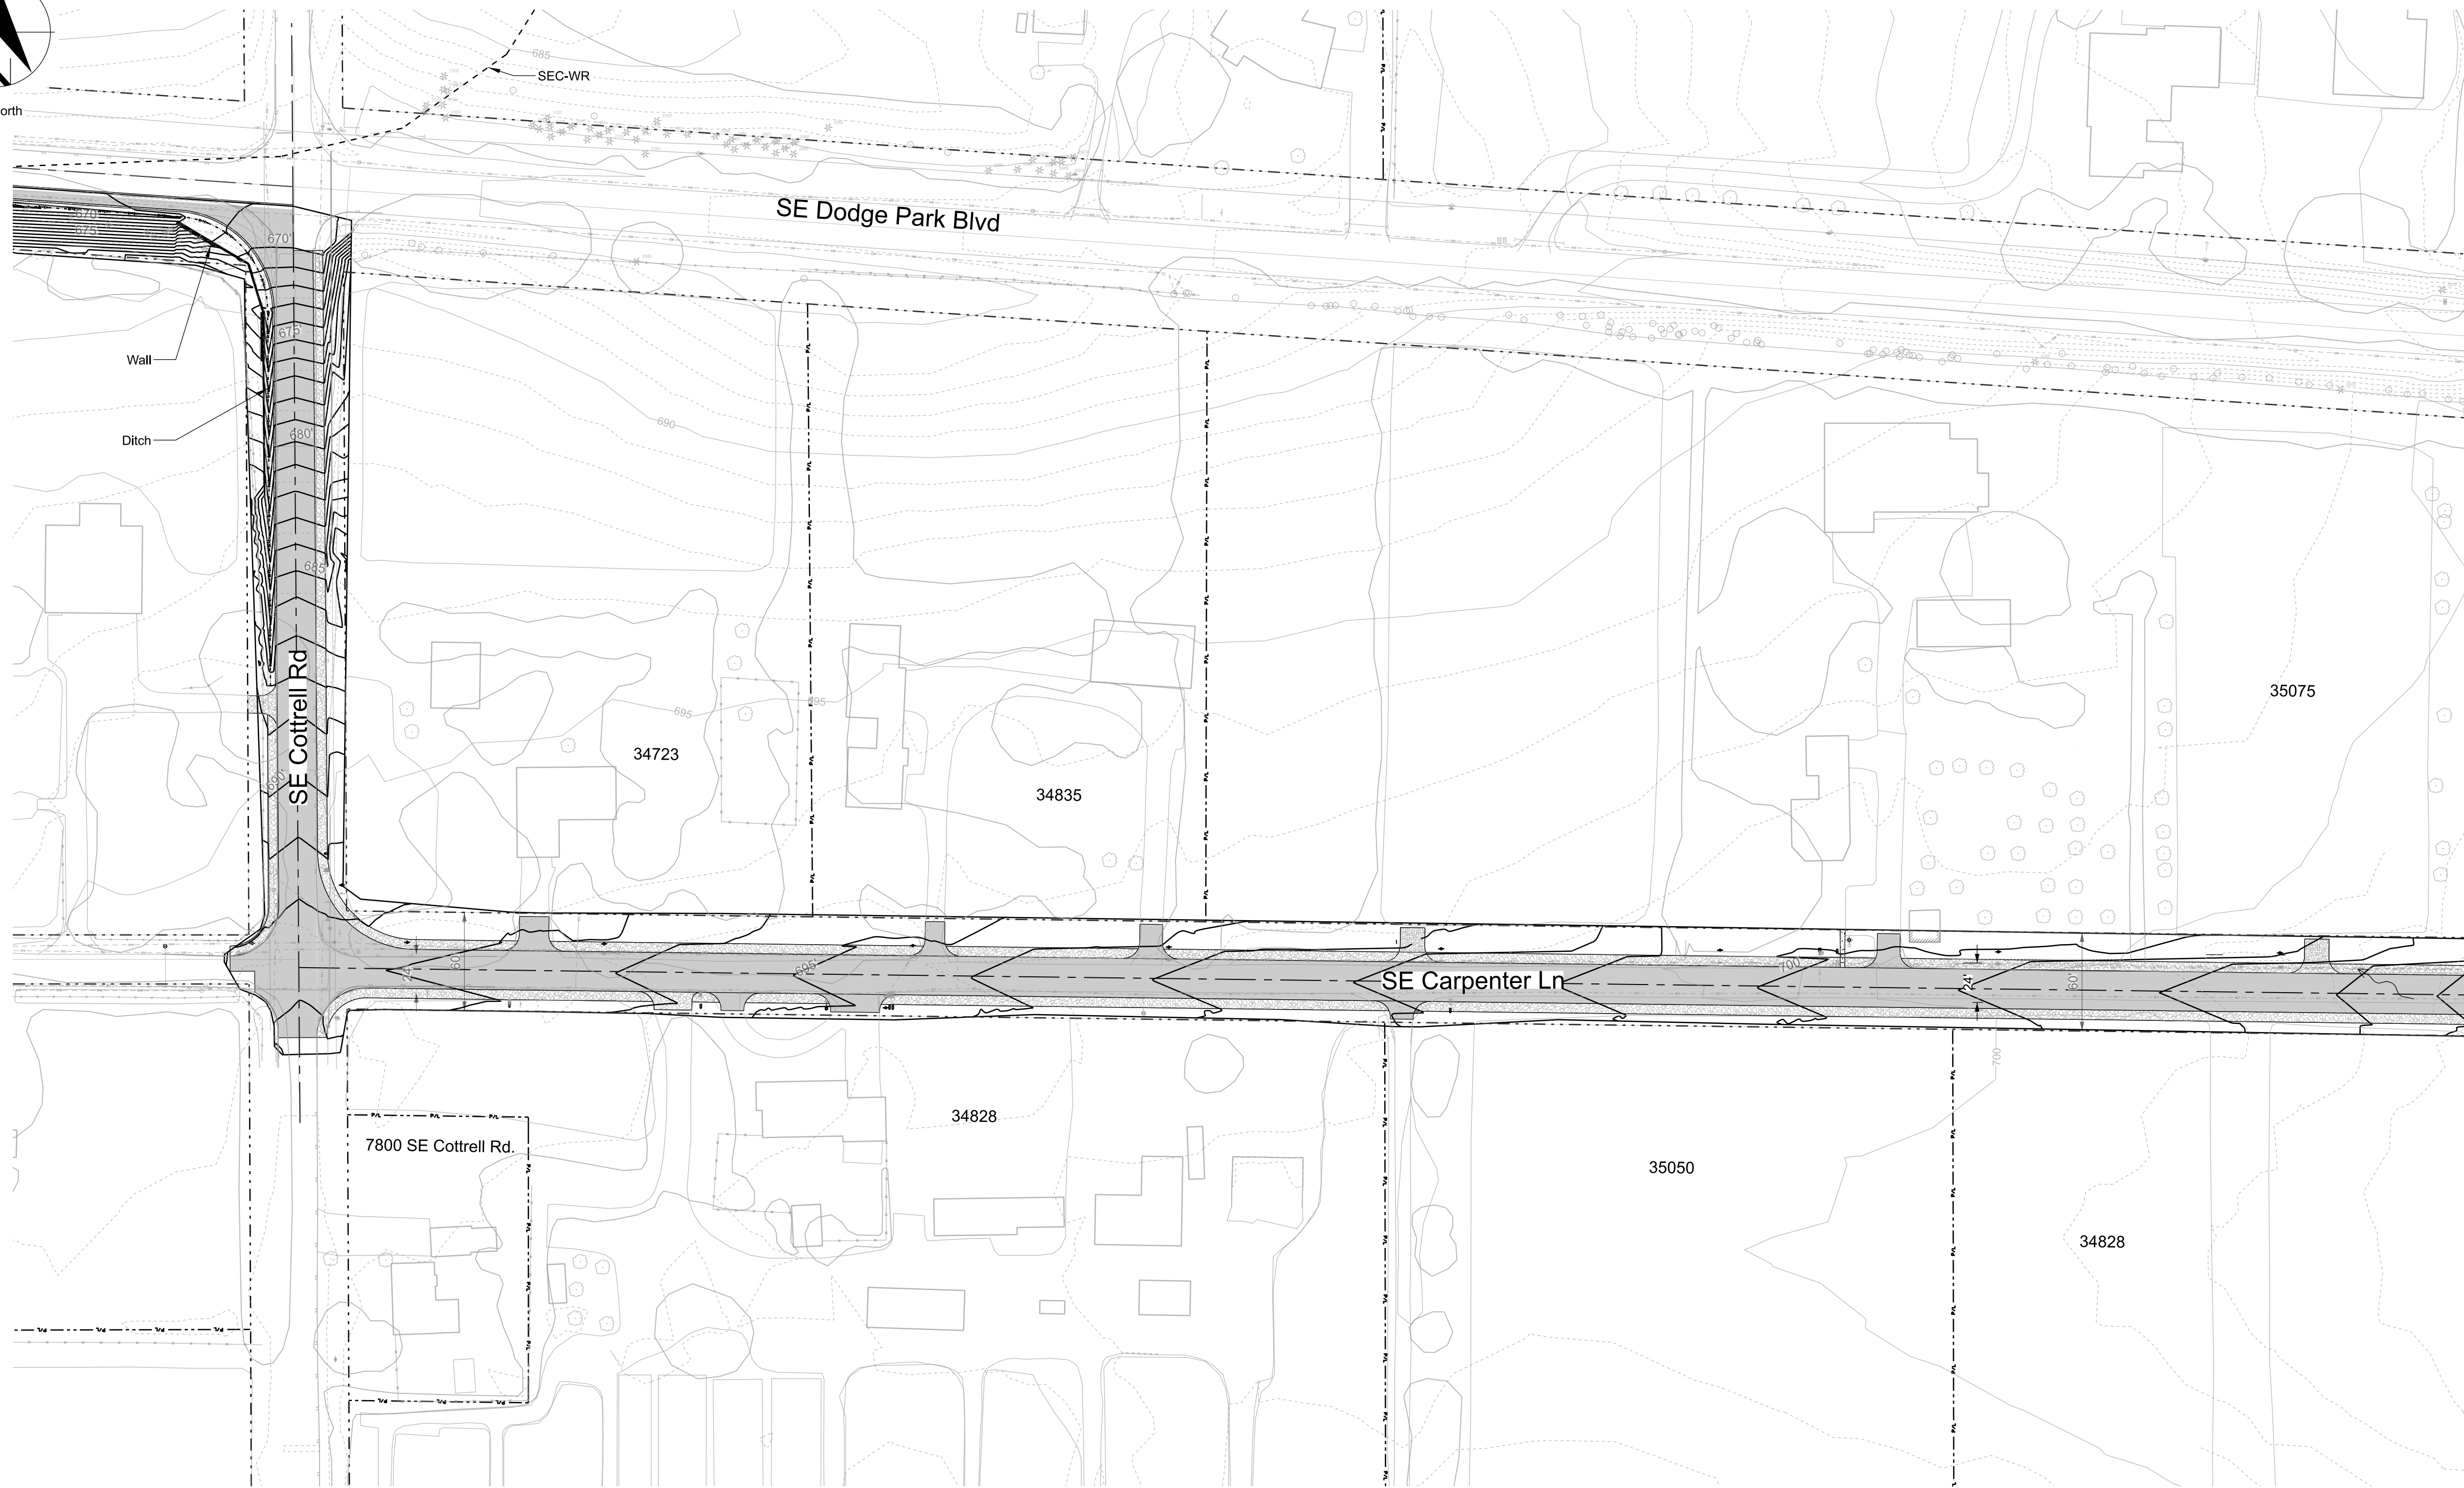 685
SEC-WR
orth
SE Dodge Park Blvd
670'
675'
670'
675'
Wall
690
Ditch
680'
685'
SE Cottrell Rd
695
695
34723
34835
35075
690'
24'
60'
695'
SE Carpenter Ln
700'
24'
60'
700
34828
7800 SE Cottrell Rd.
35050
34828
P/L
P/L
P/L